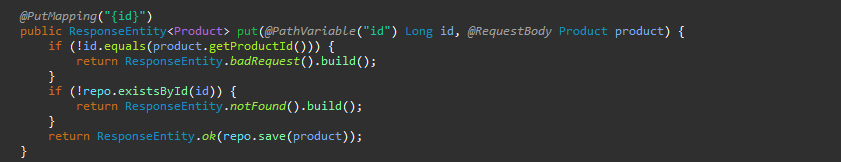 @PutMapping("{id}")
public ResponseEntity<Product> put(@PathVariable("id") Long id, @RequestBody Product product) {
if (!id.equals(product.getProductId())) {
return ResponseEntity.badRequest().build();
}
if (!repo.existsById(id)) {
return ResponseEntity.notFound().build();
}
return ResponseEntity.ok(repo.save(product));
}